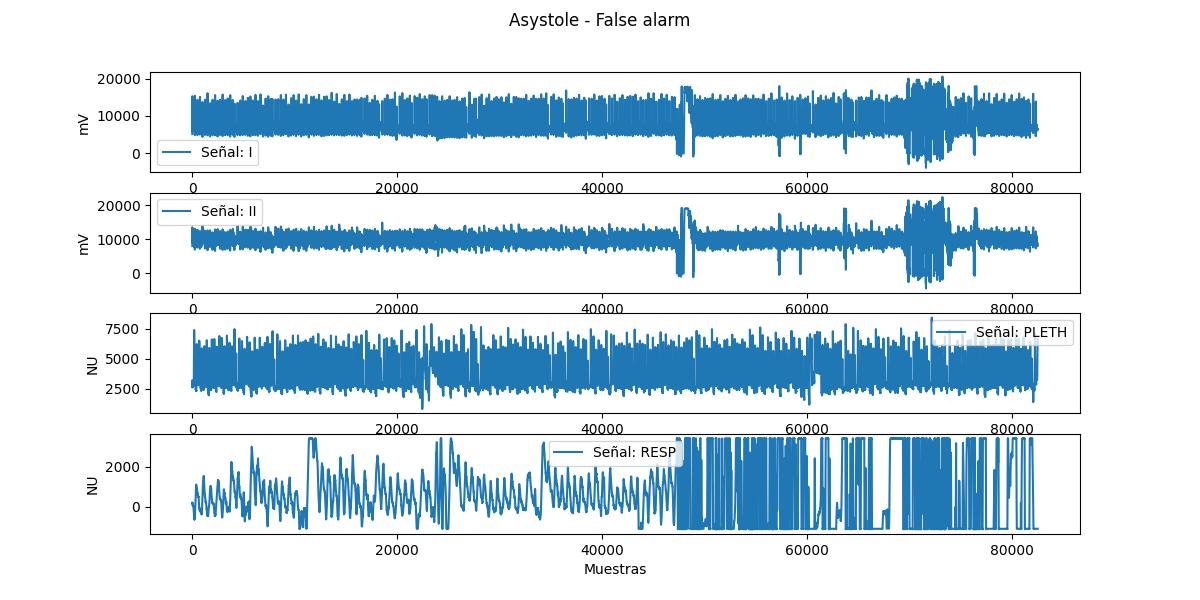 Asystole - False alarm
20000
10000
0
mV
Señal: I
0 20000 40000 60000 80000
20000
10000
0
mV
Señal: II
0 20000 40000 60000 80000
7500
5000
2500
NU
Señal: PLETH
0 20000 40000 60000 80000
2000
0
NU
Señal: RESP
0 20000 40000 60000 80000
Muestras